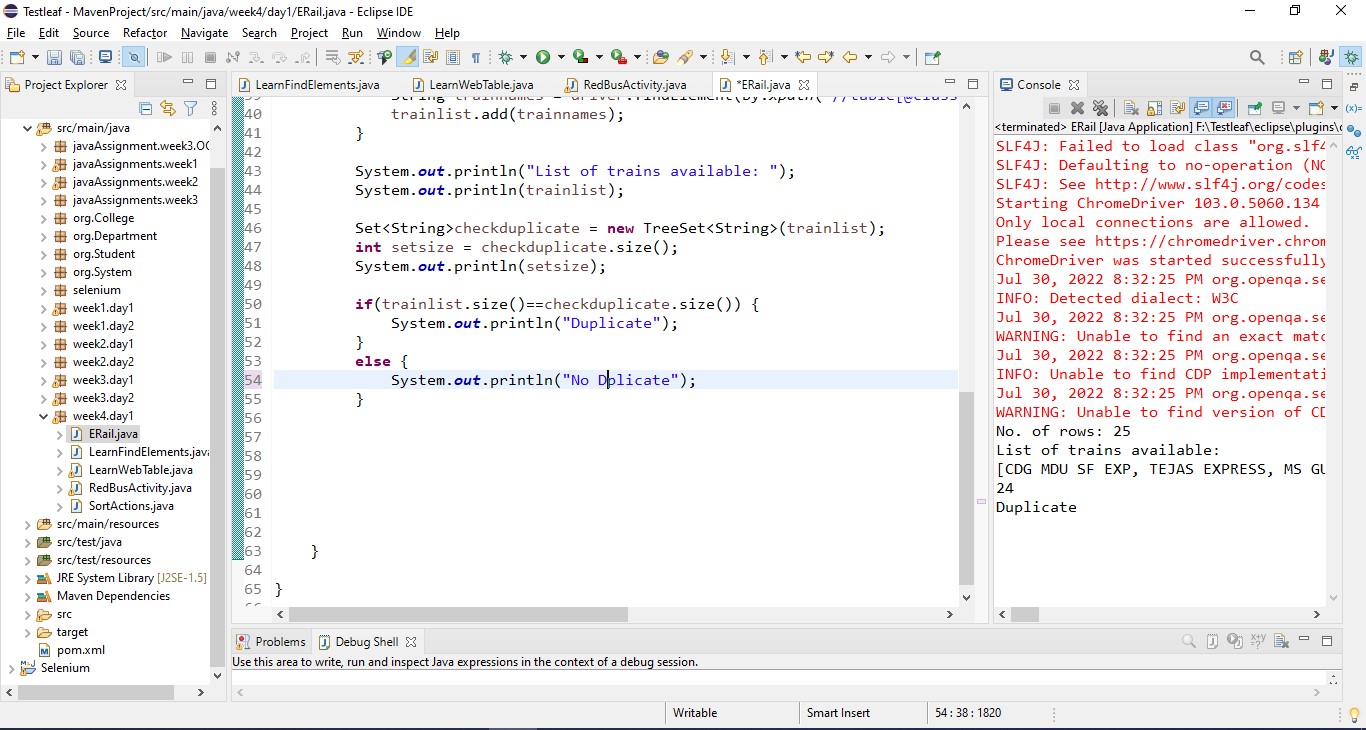 Testleaf - MavenProject/src/main/java/week4/day1/ERail.java - Eclipse IDE
File Edit Source Refactor Navigate Search Project Run Window Help
Project Explorer
src/main/java
javaAssignment.week3.OC
javaAssignments.week1
javaAssignments.week2
javaAssignments.week3
org.College
org.Department
org.Student
org.System
selenium
week1.day1
week1.day2
week2.day1
week2.day2
week3.day1
week3.day2
week4.day1
ERail.java
LearnFindElements.java
LearnWebTable.java
RedBusActivity.java
SortActions.java
src/main/resources
src/test/java
src/test/resources
JRE System Library [J2SE-1.5]
Maven Dependencies
src
target
pom.xml
Selenium
LearnFindElements.java LearnWebTable.java RedBusActivity.java *ERail.java
39 String trainnames = driver.findElement(By.xpath("//table[@class
40 trainlist.add(trainnames);
41 }
42
43 System.out.println("List of trains available: ");
44 System.out.println(trainlist);
45
46 Set<String>checkduplicate = new TreeSet<String>(trainlist);
47 int setsize = checkduplicate.size();
48 System.out.println(setsize);
49
50 if(trainlist.size()==checkduplicate.size()) {
51 System.out.println("Duplicate");
52 }
53 else {
54 System.out.println("No Dplicate");
55 }
56
57
58
59
60
61
62
63 }
64
65 }
Console
<terminated> ERail [Java Application] F:\Testleaf\eclipse\plugins\
SLF4J: Failed to load class "org.slf4
SLF4J: Defaulting to no-operation (NO
SLF4J: See http://www.slf4j.org/codes
Starting ChromeDriver 103.0.5060.134
Only local connections are allowed.
Please see https://chromedriver.chrom
ChromeDriver was started successfully
Jul 30, 2022 8:32:25 PM org.openqa.se
INFO: Detected dialect: W3C
Jul 30, 2022 8:32:25 PM org.openqa.se
WARNING: Unable to find an exact matc
Jul 30, 2022 8:32:25 PM org.openqa.se
INFO: Unable to find CDP implementati
Jul 30, 2022 8:32:25 PM org.openqa.se
WARNING: Unable to find version of CD
No. of rows: 25
List of trains available:
[CDG MDU SF EXP, TEJAS EXPRESS, MS GU
24
Duplicate
Problems Debug Shell
Use this area to write, run and inspect Java expressions in the context of a debug session.
Writable Smart Insert 54 : 38 : 1820